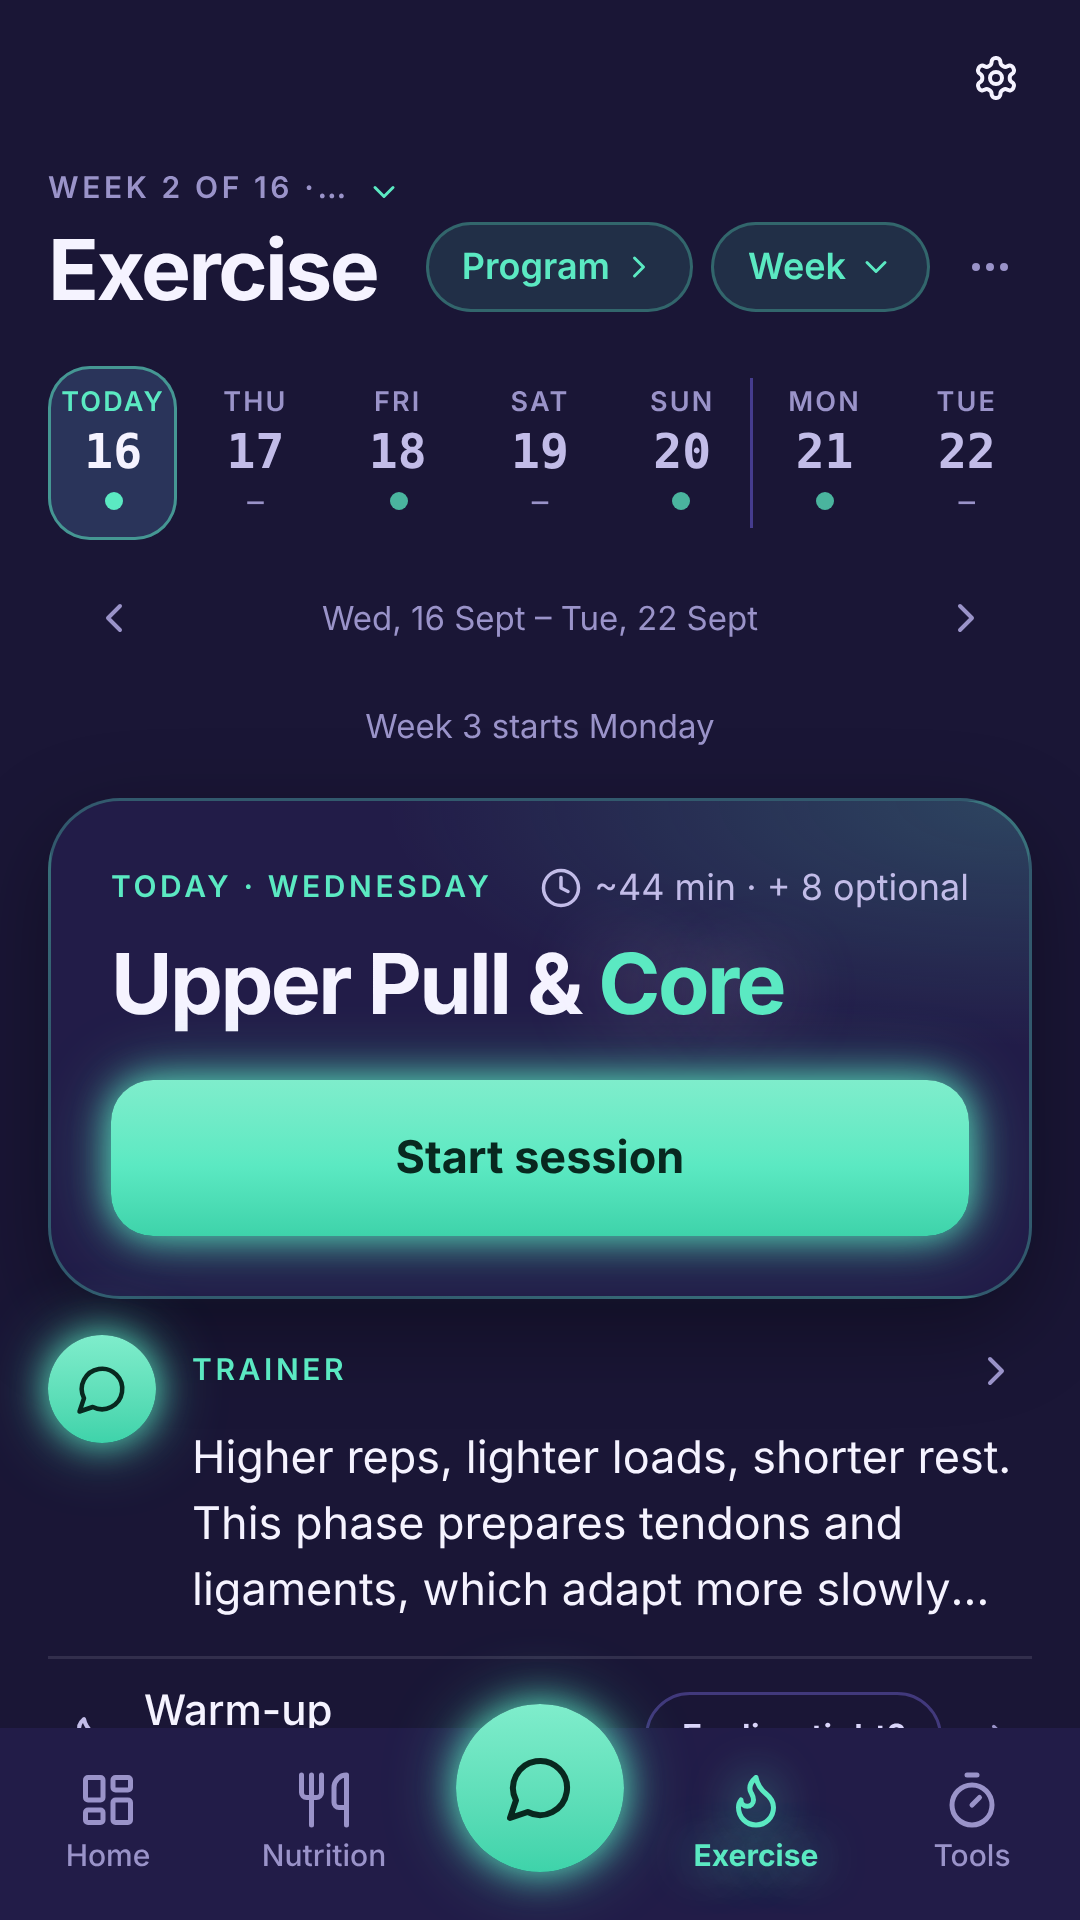 WEEK 2 OF 16 ·...
Exercise
Program
Week
TODAY THU FRI SAT SUN MON TUE
16 17 18 19 20 21 22
– – –
Wed, 16 Sept – Tue, 22 Sept
Week 3 starts Monday
TODAY · WEDNESDAY
~44 min · + 8 optional
Upper Pull & Core
Start session
TRAINER
Higher reps, lighter loads, shorter rest.
This phase prepares tendons and
ligaments, which adapt more slowly...
Warm-up
Home
Nutrition
Exercise
Tools